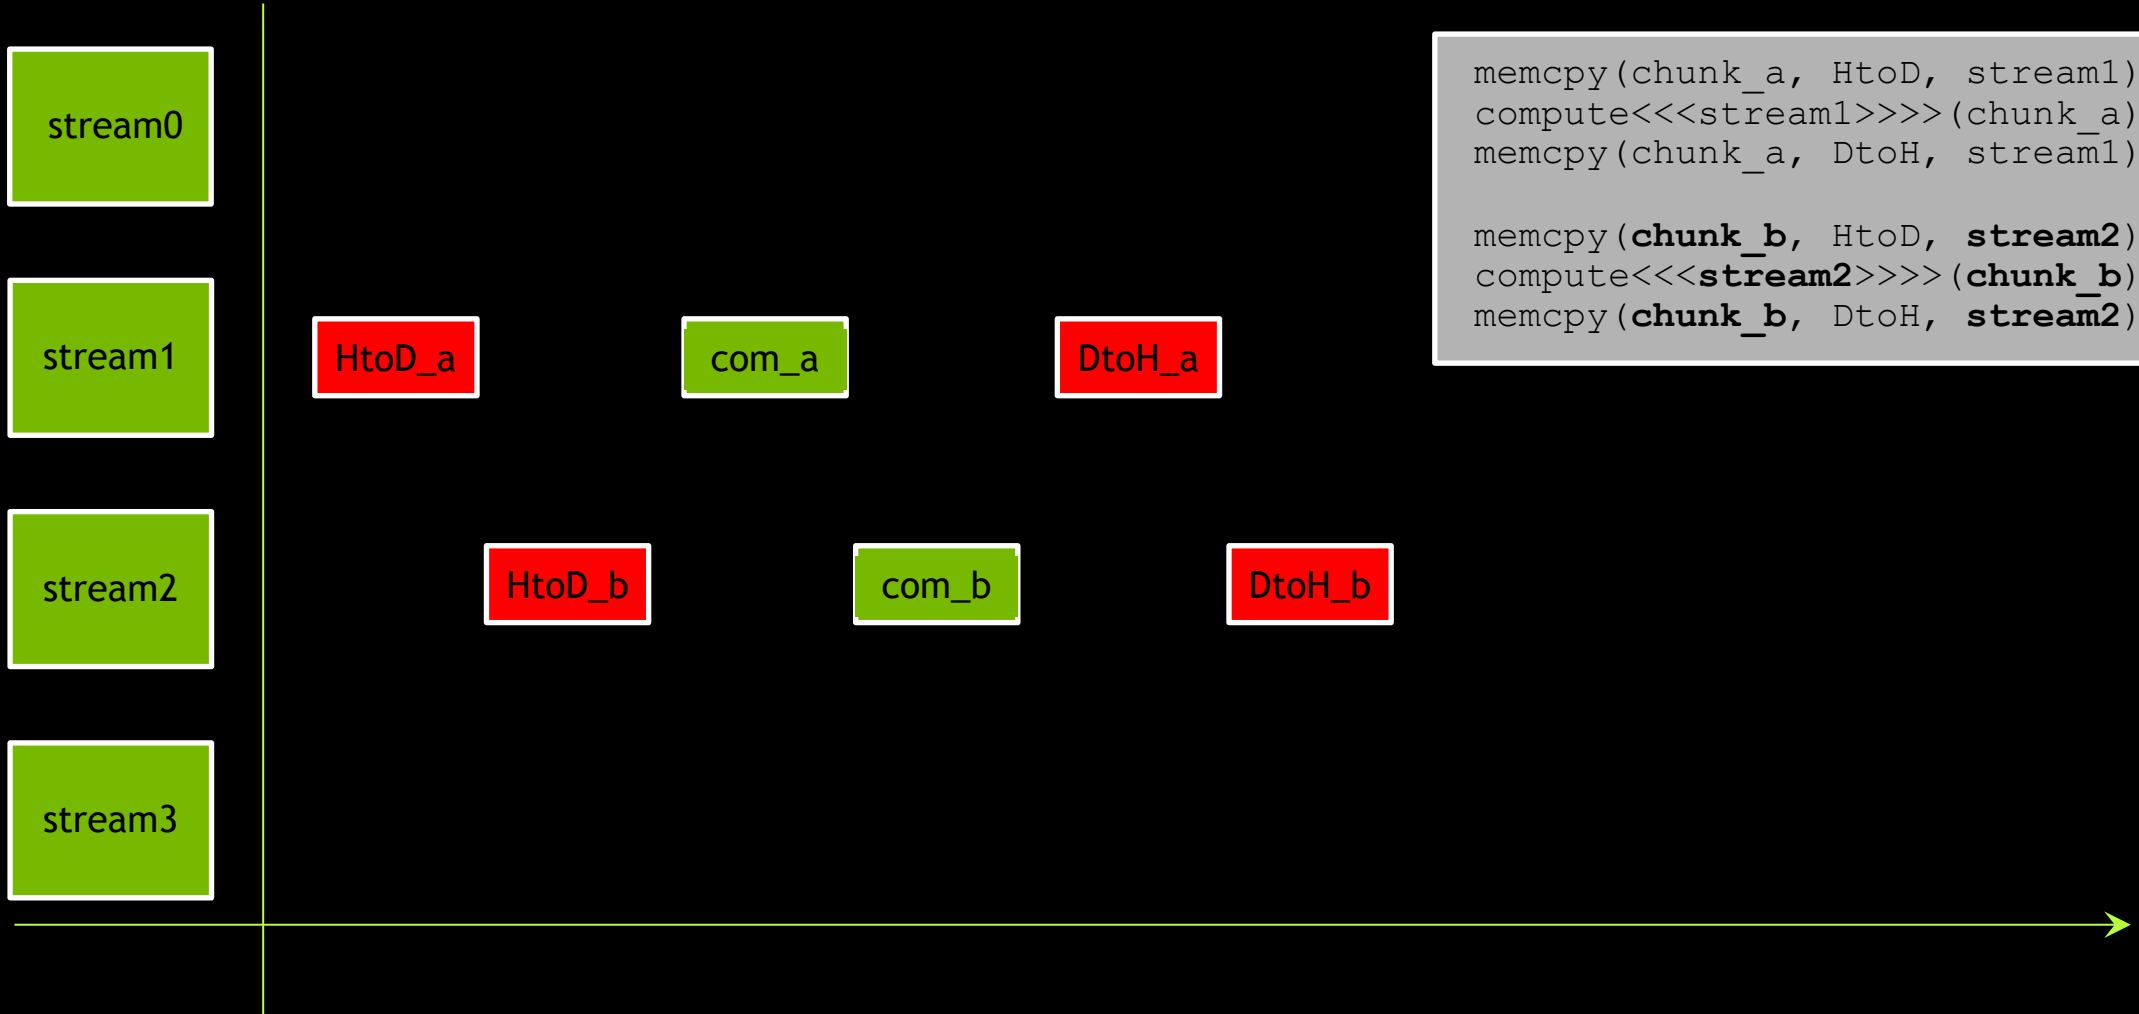 stream0
memcpy(chunk_a, HtoD, stream1)
compute<<<stream1>>>>(chunk_a)
memcpy(chunk_a, DtoH, stream1)
memcpy(chunk_b, HtoD, stream2)
compute<<<stream2>>>>(chunk_b)
memcpy(chunk_b, DtoH, stream2)
stream1
HtoD_a
com_a
DtoH_a
stream2
HtoD_b
com_b
DtoH_b
stream3